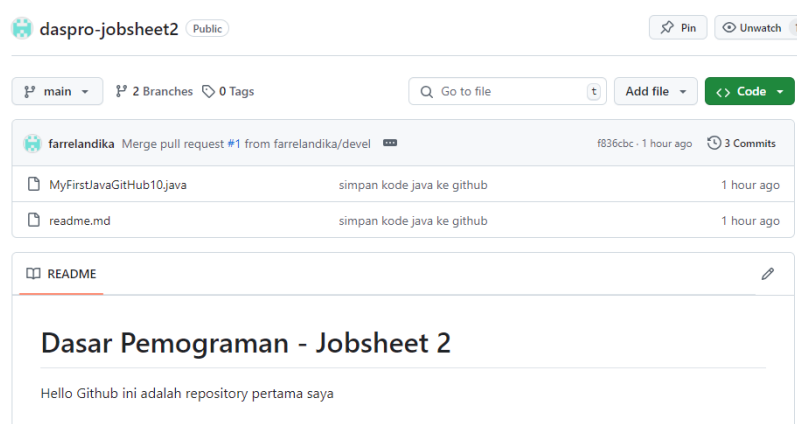 daspro-jobsheet2 Public Pin Unwatch
main 2 Branches 0 Tags Go to file t Add file Code
farrelandika Merge pull request #1 from farrelandika/devel f836cbc · 1 hour ago 3 Commits
MyFirstJavaGitHub10.java simpan kode java ke github 1 hour ago
readme.md simpan kode java ke github 1 hour ago
README
Dasar Pemograman - Jobsheet 2
Hello Github ini adalah repository pertama saya